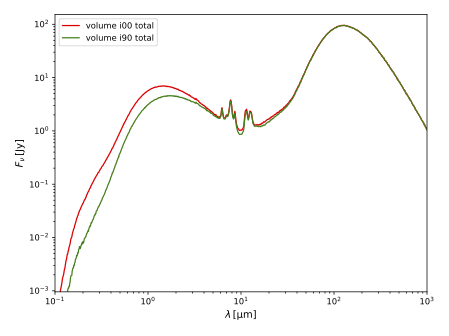 volume i00 total
volume i90 total
10²
10¹
10⁰
10⁻¹
10⁻²
10⁻³
F_ν [Jy]
10⁻¹ 10⁰ 10¹ 10² 10³
λ [μm]